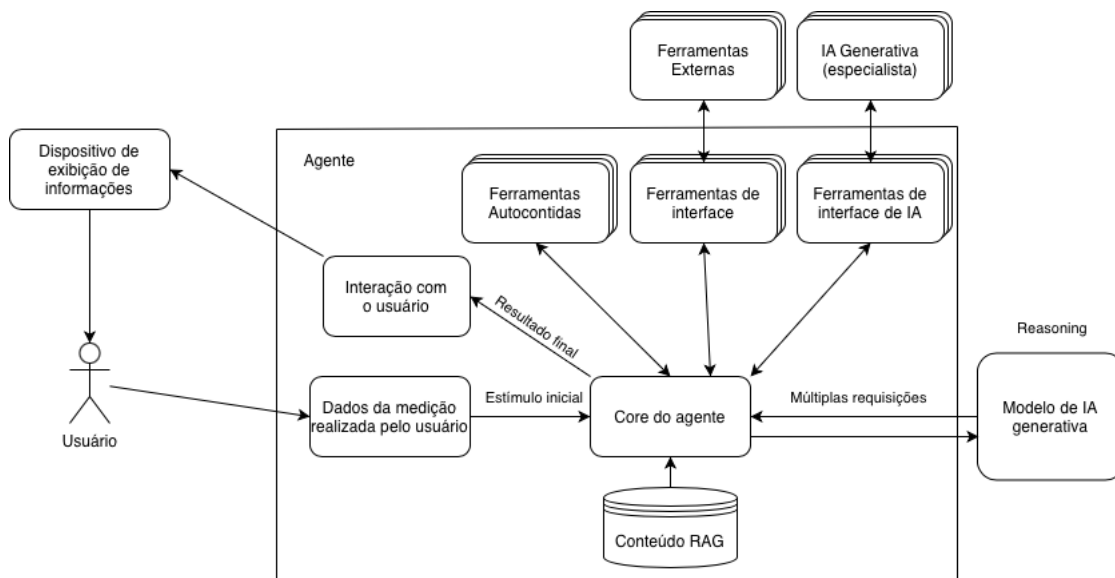 Ferramentas
Externas
IA Generativa
(especialista)
Dispositivo de
exibição de
informações
Agente
Ferramentas
Autocontidas
Ferramentas de
interface
Ferramentas de
interface de IA
Interação com
o usuário
Resultado final
Reasoning
Usuário
Dados da medição
realizada pelo usuário
Estímulo inicial
Core do agente
Múltiplas requisições
Modelo de IA
generativa
Conteúdo RAG